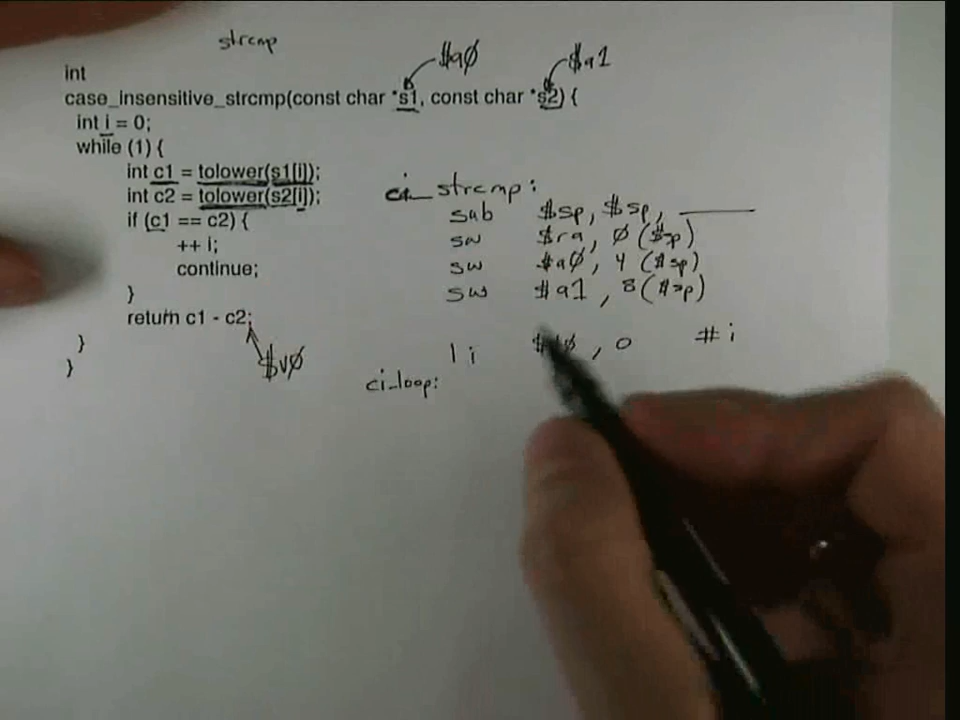 strcmp
$a0 $a1
int
case_insensitive_strcmp(const char *s1, const char *s2) {
int i = 0;
while (1) {
int c1 = tolower(s1[i]);
int c2 = tolower(s2[i]);
if (c1 == c2) {
++ i;
continue;
}
return c1 - c2;
}
}
$v0
ci_strcmp:
sub $sp, $sp,
sw $ra, 0($sp)
sw $a0, 4($sp)
sw $a1, 8($sp)
li , 0 # i
ci_loop: